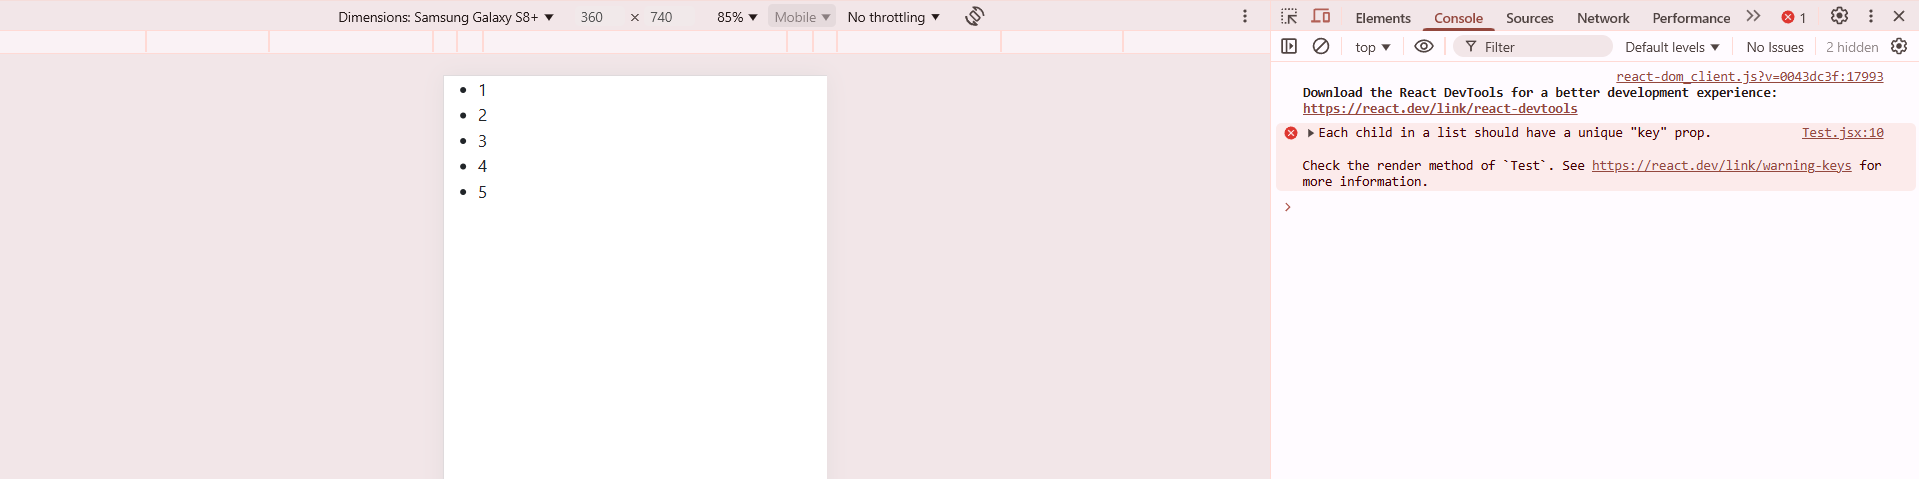 Dimensions: Samsung Galaxy S8+ 360 × 740 85% Mobile No throttling
1
2
3
4
5
Elements Console Sources Network Performance 1
top Filter Default levels No Issues 2 hidden
react-dom_client.js?v=0043dc3f:17993
Download the React DevTools for a better development experience:
https://react.dev/link/react-devtools
Each child in a list should have a unique "key" prop. Test.jsx:10
Check the render method of `Test`. See https://react.dev/link/warning-keys for
more information.